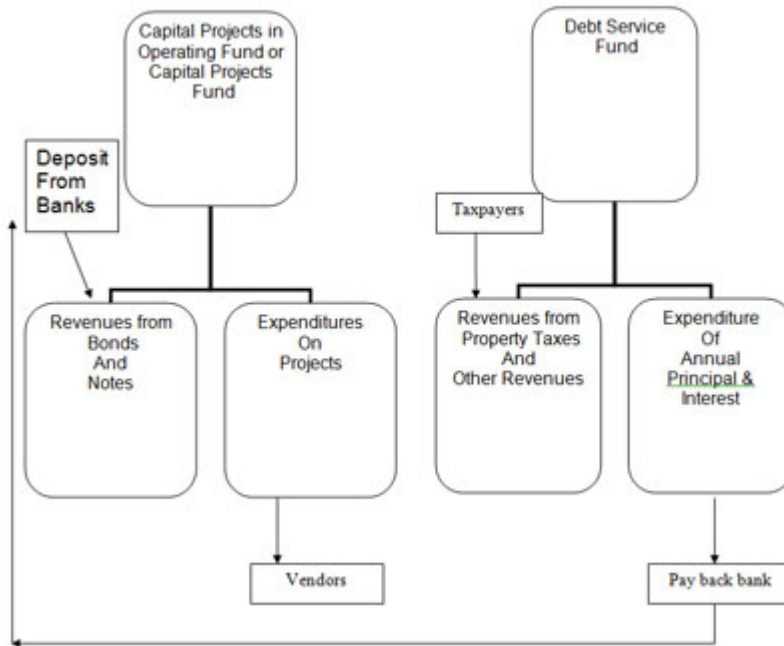 Capital Projects in
Operating Fund or
Capital Projects
Fund
Debt Service
Fund
Deposit
From
Banks
Taxpayers
Revenues from
Bonds
And
Notes
Expenditures
On
Projects
Revenues from
Property Taxes
And
Other Revenues
Expenditure
Of
Annual
Principal &
Interest
Vendors
Pay back bank